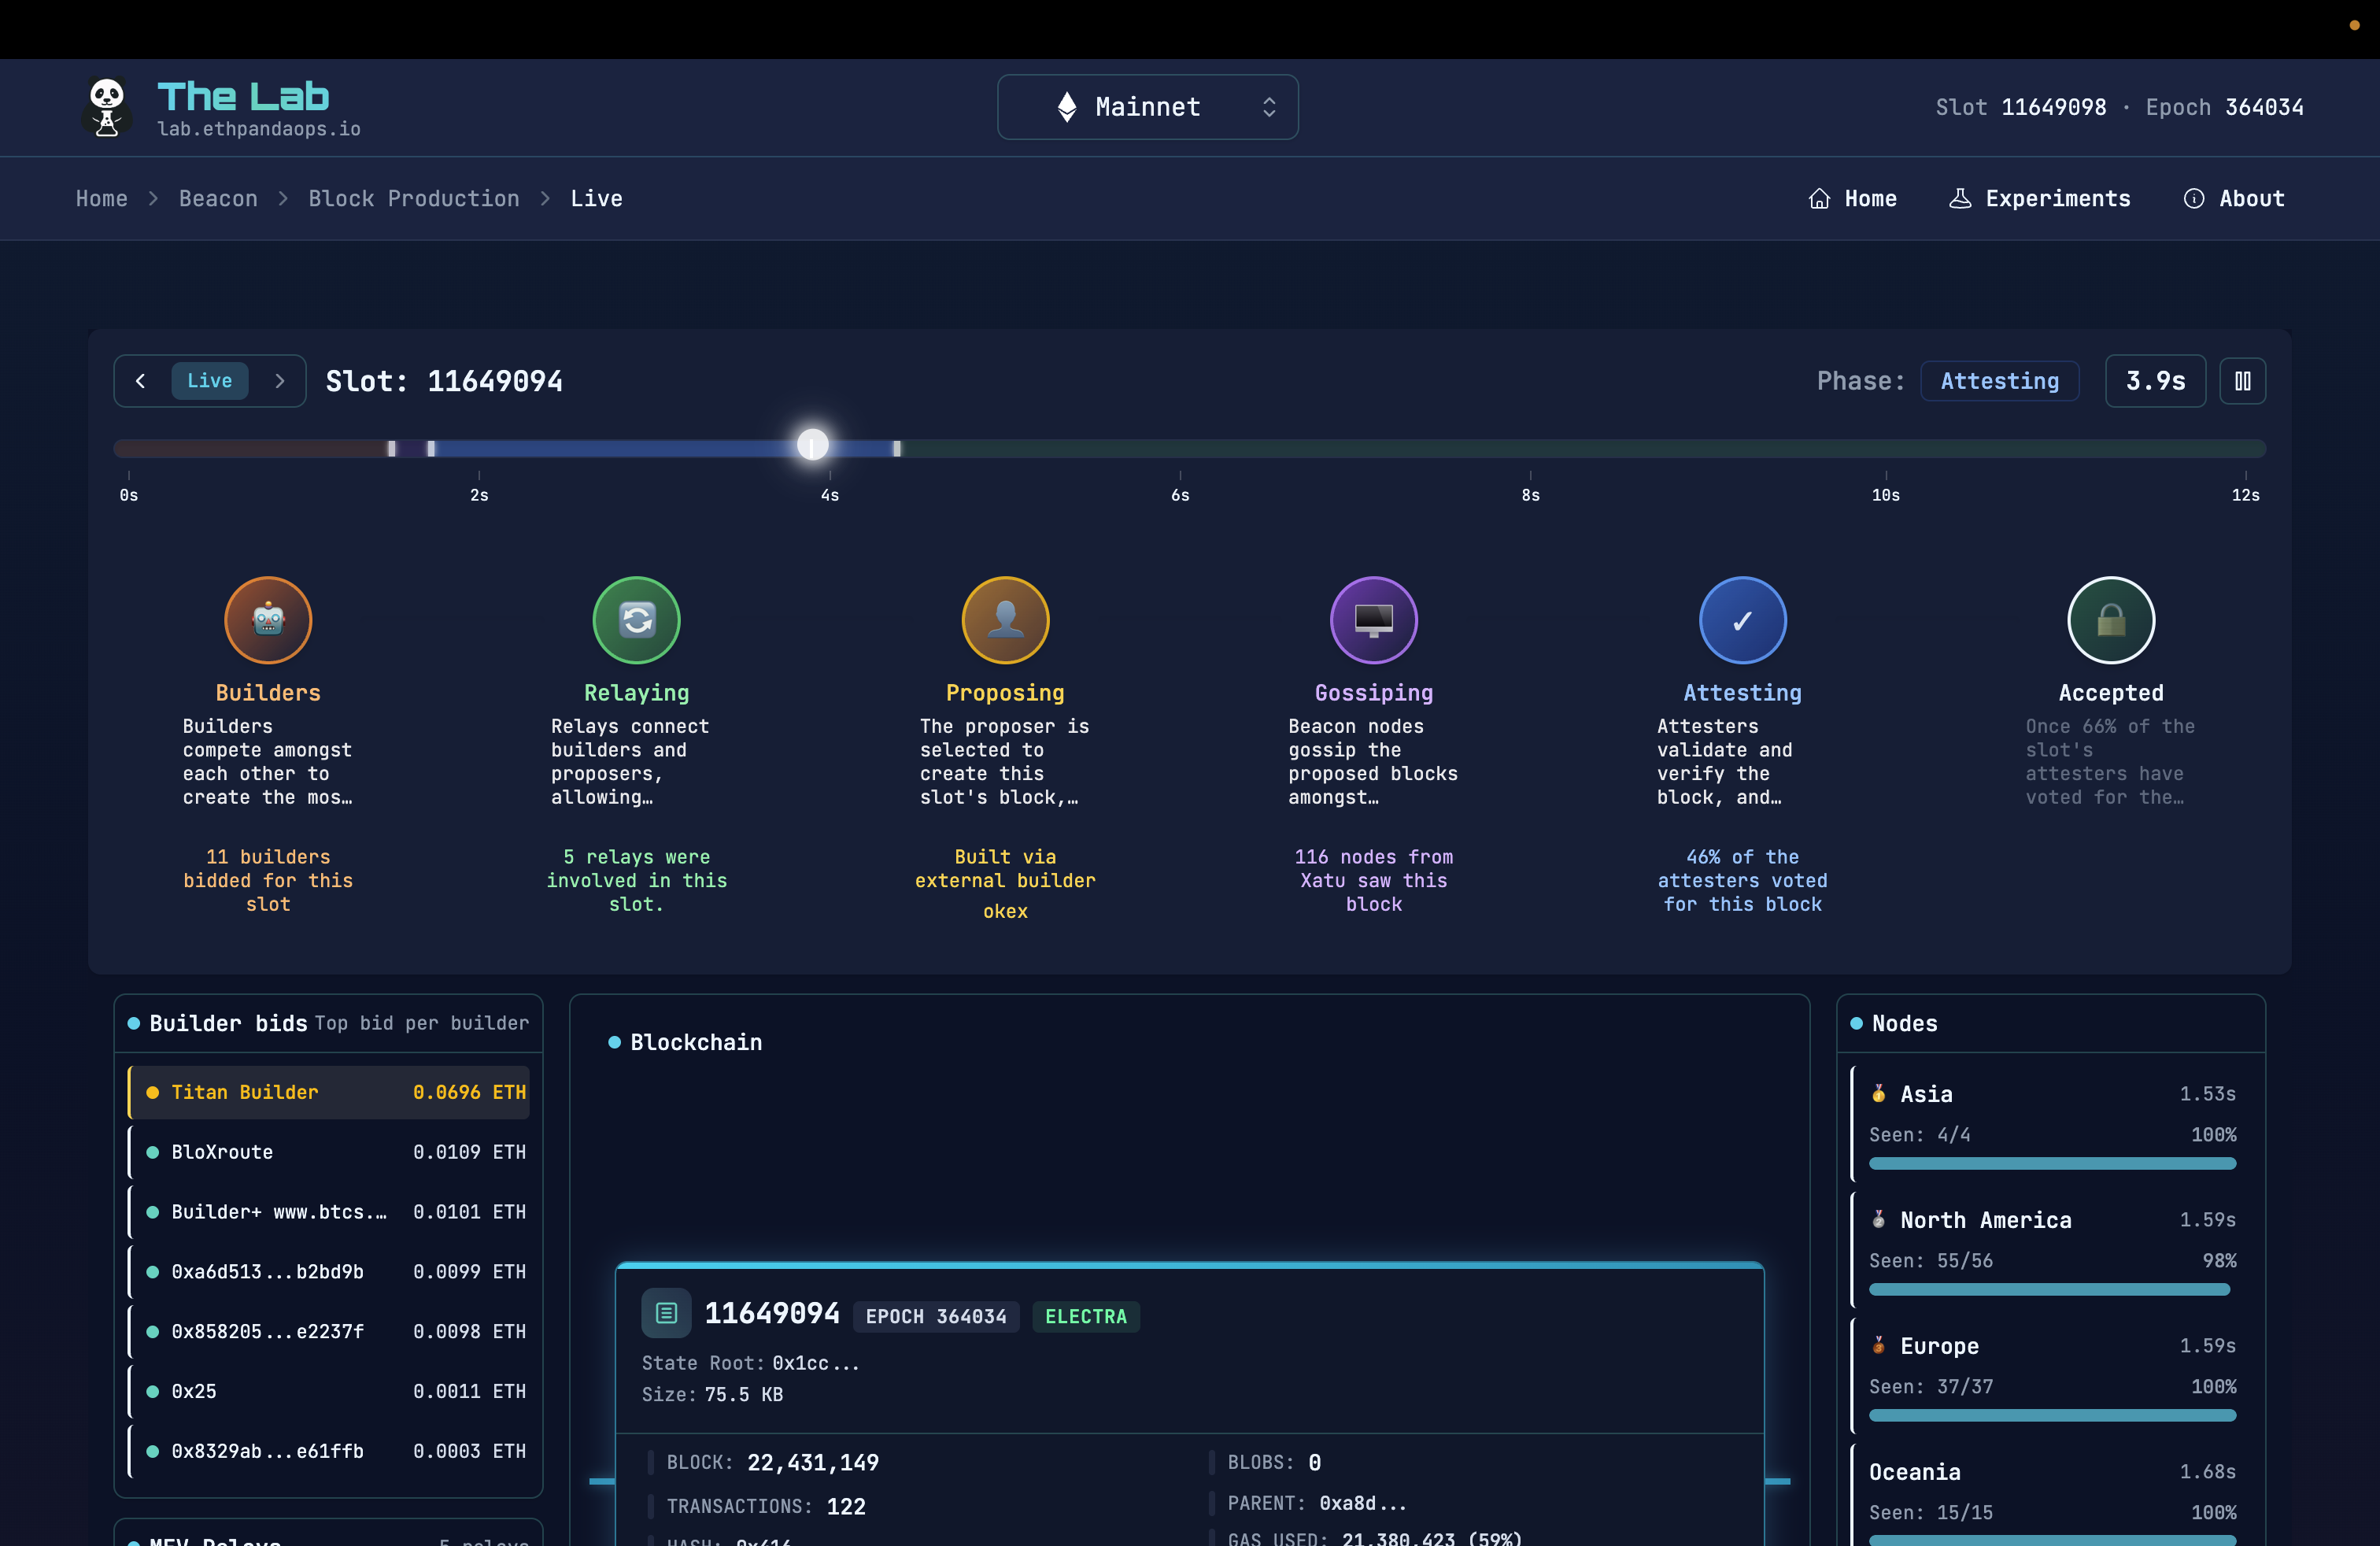 The Lab
lab.ethpandaops.io
Mainnet
Slot 11649098 · Epoch 364034
Home > Beacon > Block Production > Live
Home
Experiments
About
Live
Slot: 11649094
Phase: Attesting
3.9s
0s 2s 4s 6s 8s 10s 12s
Builders
Builders
compete amongst
each other to
create the mos…
11 builders
bidded for this
slot
Relaying
Relays connect
builders and
proposers,
allowing…
5 relays were
involved in this
slot.
Proposing
The proposer is
selected to
create this
slot's block,…
Built via
external builder
okex
Gossiping
Beacon nodes
gossip the
proposed blocks
amongst…
116 nodes from
Xatu saw this
block
Attesting
Attesters
validate and
verify the
block, and…
46% of the
attesters voted
for this block
Accepted
Once 66% of the
slot's
attesters have
voted for the…
Builder bids Top bid per builder
Titan Builder 0.0696 ETH
BloXroute 0.0109 ETH
Builder+ www.btcs.… 0.0101 ETH
0xa6d513...b2bd9b 0.0099 ETH
0x858205...e2237f 0.0098 ETH
0x25 0.0011 ETH
0x8329ab...e61ffb 0.0003 ETH
MEV Relays 5 relays
Blockchain
11649094 EPOCH 364034 ELECTRA
State Root: 0x1cc...
Size: 75.5 KB
BLOCK: 22,431,149
TRANSACTIONS: 122
HASH: 0x416...
BLOBS: 0
PARENT: 0xa8d...
GAS USED: 21,380,423 (59%)
Nodes
Asia 1.53s
Seen: 4/4 100%
North America 1.59s
Seen: 55/56 98%
Europe 1.59s
Seen: 37/37 100%
Oceania 1.68s
Seen: 15/15 100%